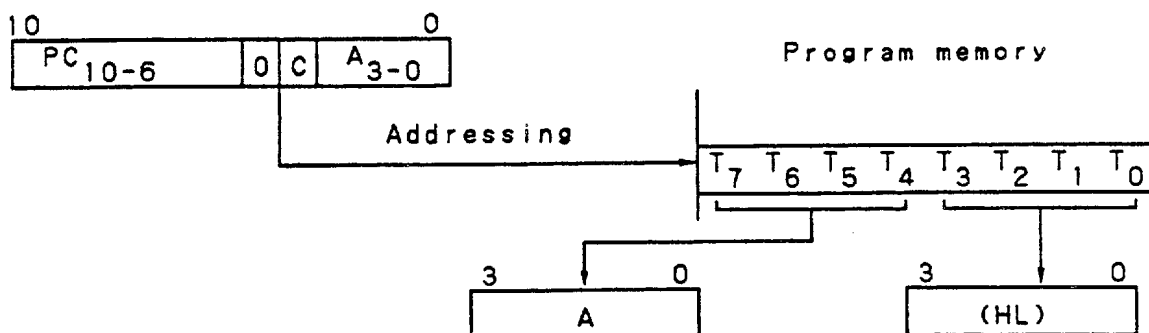 10 0
PC10-6 0 C A3-0
Program memory
Addressing
T7 T6 T5 T4 T3 T2 T1 T0
3 0 3 0
A (HL)